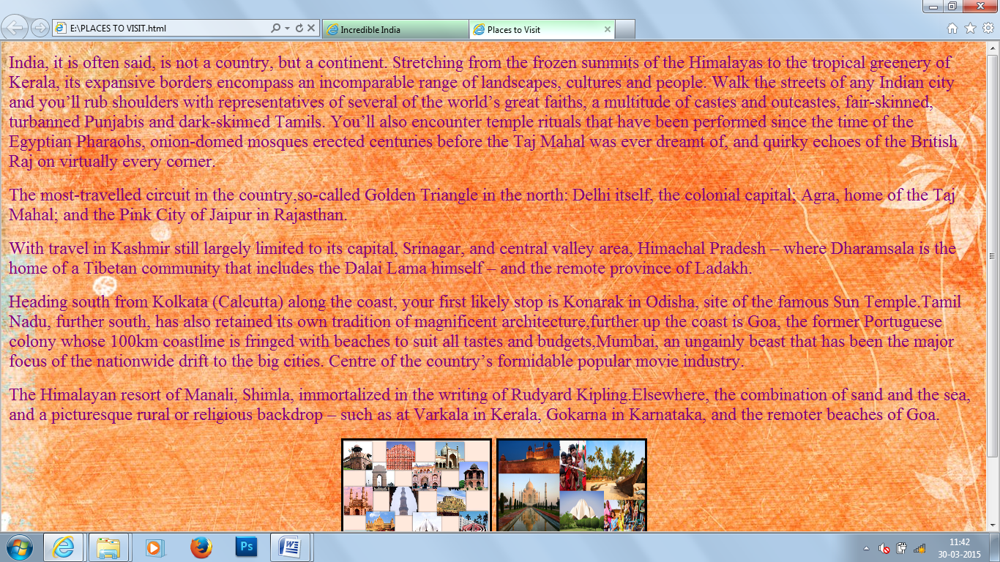 E:\PLACES TO VISIT.html
Incredible India
Places to Visit
India, it is often said, is not a country, but a continent. Stretching from the frozen summits of the Himalayas to the tropical greenery of
Kerala, its expansive borders encompass an incomparable range of landscapes, cultures and people. Walk the streets of any Indian city
and you’ll rub shoulders with representatives of several of the world’s great faiths, a multitude of castes and outcastes, fair-skinned,
turbanned Punjabis and dark-skinned Tamils. You’ll also encounter temple rituals that have been performed since the time of the
Egyptian Pharaohs, onion-domed mosques erected centuries before the Taj Mahal was ever dreamt of, and quirky echoes of the British
Raj on virtually every corner.
The most-travelled circuit in the country,so-called Golden Triangle in the north: Delhi itself, the colonial capital; Agra, home of the Taj
Mahal; and the Pink City of Jaipur in Rajasthan.
With travel in Kashmir still largely limited to its capital, Srinagar, and central valley area, Himachal Pradesh – where Dharamsala is the
home of a Tibetan community that includes the Dalai Lama himself – and the remote province of Ladakh.
Heading south from Kolkata (Calcutta) along the coast, your first likely stop is Konarak in Odisha, site of the famous Sun Temple.Tamil
Nadu, further south, has also retained its own tradition of magnificent architecture,further up the coast is Goa, the former Portuguese
colony whose 100km coastline is fringed with beaches to suit all tastes and budgets,Mumbai, an ungainly beast that has been the major
focus of the nationwide drift to the big cities. Centre of the country’s formidable popular movie industry.
The Himalayan resort of Manali, Shimla, immortalized in the writing of Rudyard Kipling.Elsewhere, the combination of sand and the sea,
and a picturesque rural or religious backdrop – such as at Varkala in Kerala, Gokarna in Karnataka, and the remoter beaches of Goa.
Ps
11:42
30-03-2015